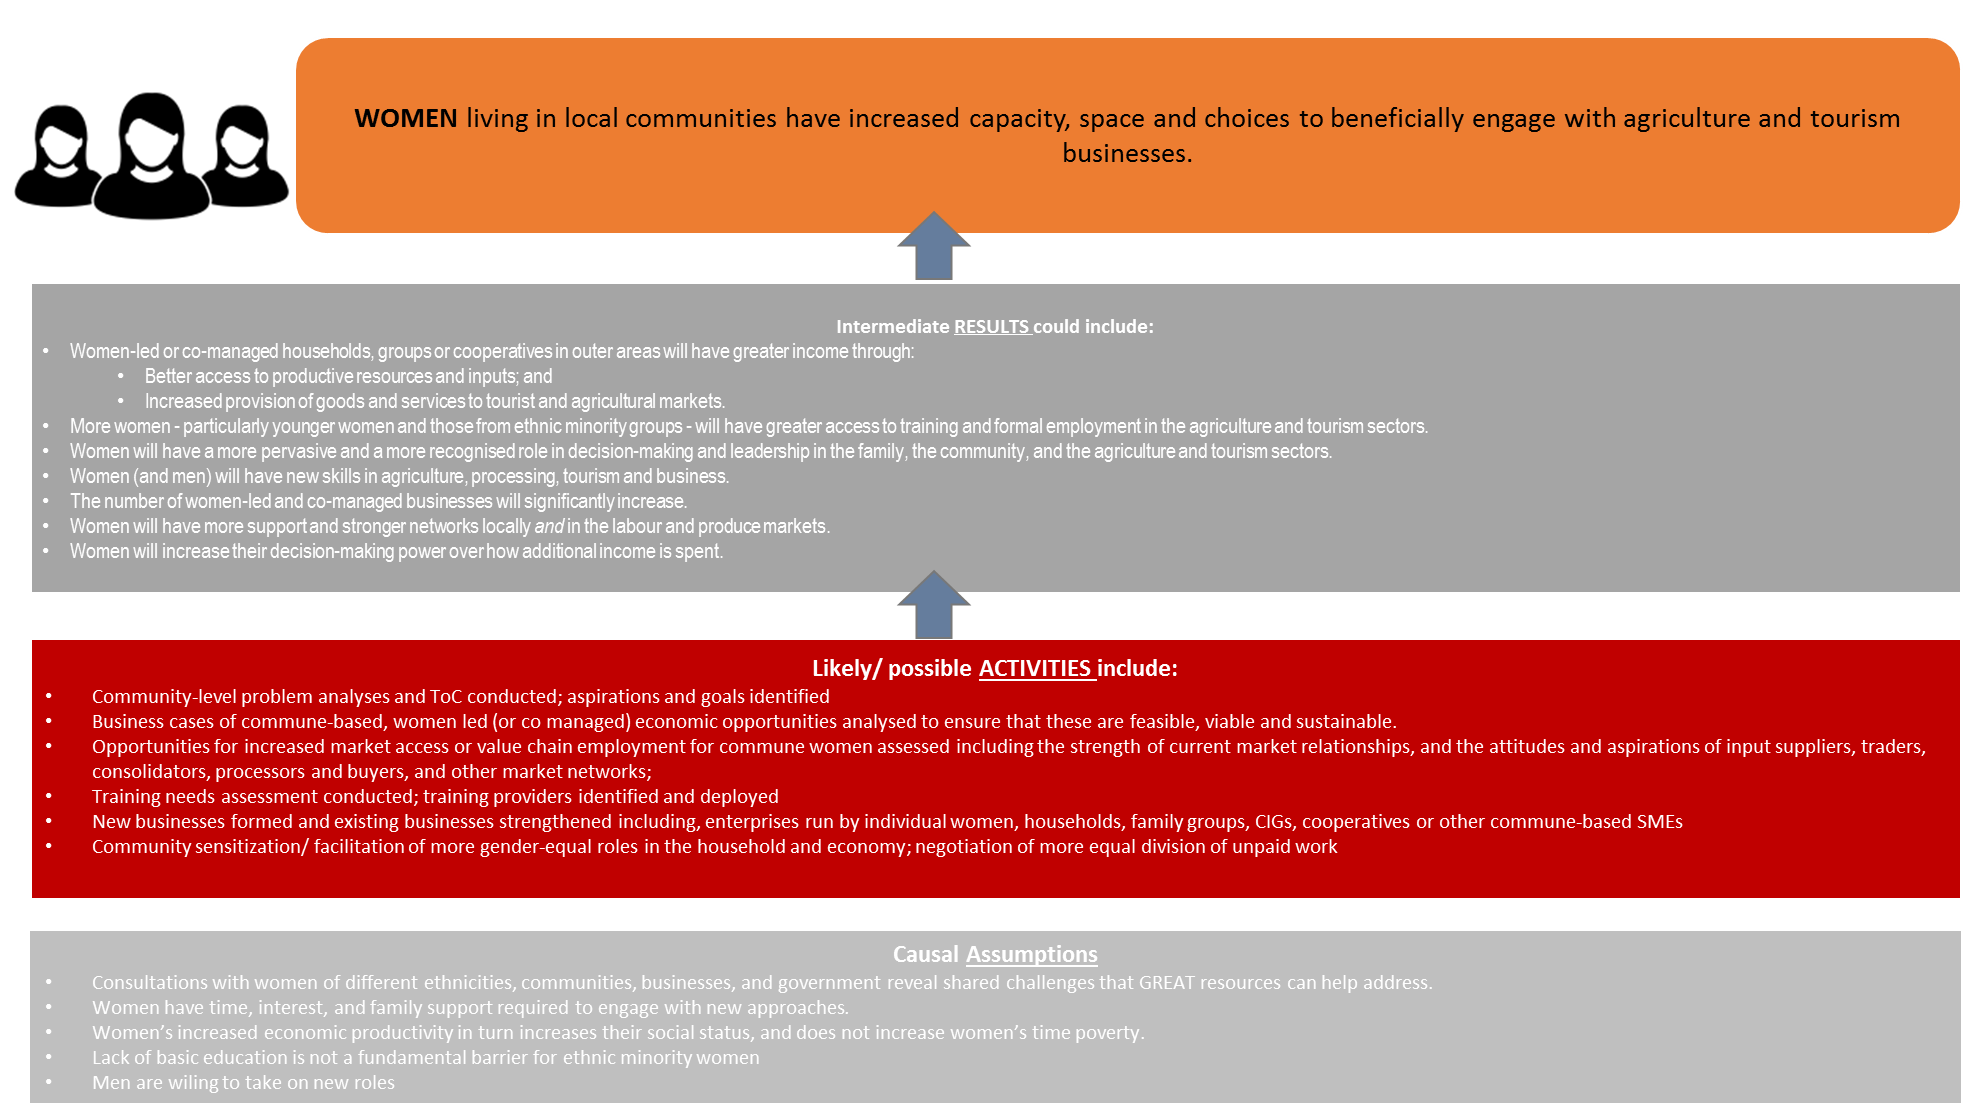 WOMEN living in local communities have increased capacity, space and choices to beneficially engage with agriculture and tourism
businesses.
Intermediate RESULTS could include:
• Women-led or co-managed households, groups or cooperatives in outer areas will have greater income through:
• Better access to productive resources and inputs; and
• Increased provision of goods and services to tourist and agricultural markets.
• More women - particularly younger women and those from ethnic minority groups - will have greater access to training and formal employment in the agriculture and tourism sectors.
• Women will have a more pervasive and a more recognised role in decision-making and leadership in the family, the community, and the agriculture and tourism sectors.
• Women (and men) will have new skills in agriculture, processing, tourism and business.
• The number of women-led and co-managed businesses will significantly increase.
• Women will have more support and stronger networks locally and in the labour and produce markets.
• Women will increase their decision-making power over how additional income is spent.
Likely/ possible ACTIVITIES include:
• Community-level problem analyses and ToC conducted; aspirations and goals identified
• Business cases of commune-based, women led (or co managed) economic opportunities analysed to ensure that these are feasible, viable and sustainable.
• Opportunities for increased market access or value chain employment for commune women assessed including the strength of current market relationships, and the attitudes and aspirations of input suppliers, traders,
consolidators, processors and buyers, and other market networks;
• Training needs assessment conducted; training providers identified and deployed
• New businesses formed and existing businesses strengthened including, enterprises run by individual women, households, family groups, CIGs, cooperatives or other commune-based SMEs
• Community sensitization/ facilitation of more gender-equal roles in the household and economy; negotiation of more equal division of unpaid work
Causal Assumptions
• Consultations with women of different ethnicities, communities, businesses, and government reveal shared challenges that GREAT resources can help address.
• Women have time, interest, and family support required to engage with new approaches.
• Women’s increased economic productivity in turn increases their social status, and does not increase women’s time poverty.
• Lack of basic education is not a fundamental barrier for ethnic minority women
• Men are wiling to take on new roles